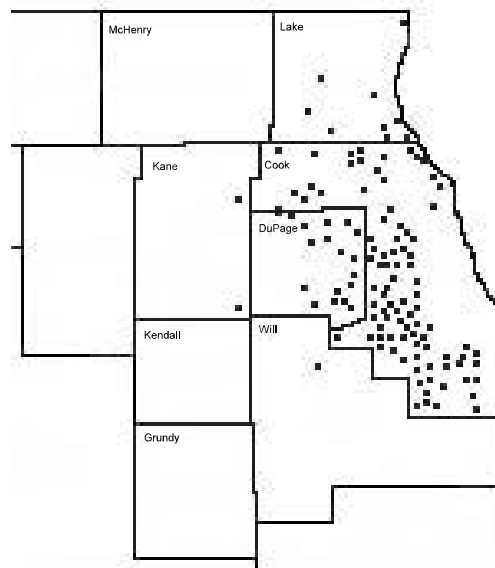 McHenry
Lake
Kane
Cook
DuPage
Kendall
Will
Grundy